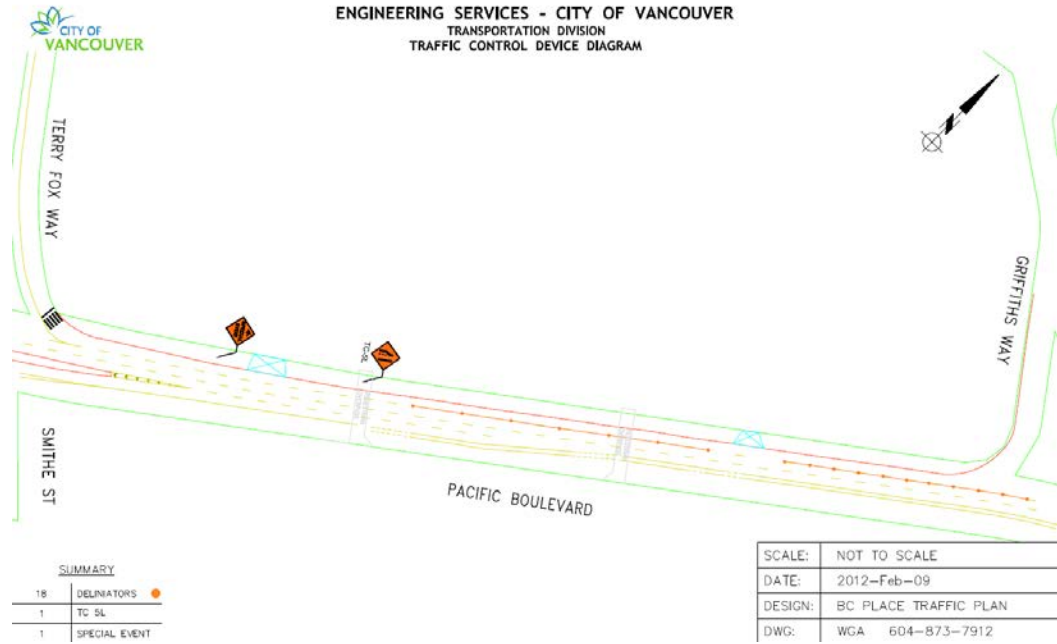 CITY OF
VANCOUVER
ENGINEERING SERVICES - CITY OF VANCOUVER
TRANSPORTATION DIVISION
TRAFFIC CONTROL DEVICE DIAGRAM
TERRY FOX WAY
GRIFFITHS WAY
TC-5L
SMITHE ST
PACIFIC BOULEVARD
SUMMARY
18 DELINIATORS
1 TC 5L
1 SPECIAL EVENT
SCALE: NOT TO SCALE
DATE: 2012-Feb-09
DESIGN: BC PLACE TRAFFIC PLAN
DWG: WGA 604-873-7912